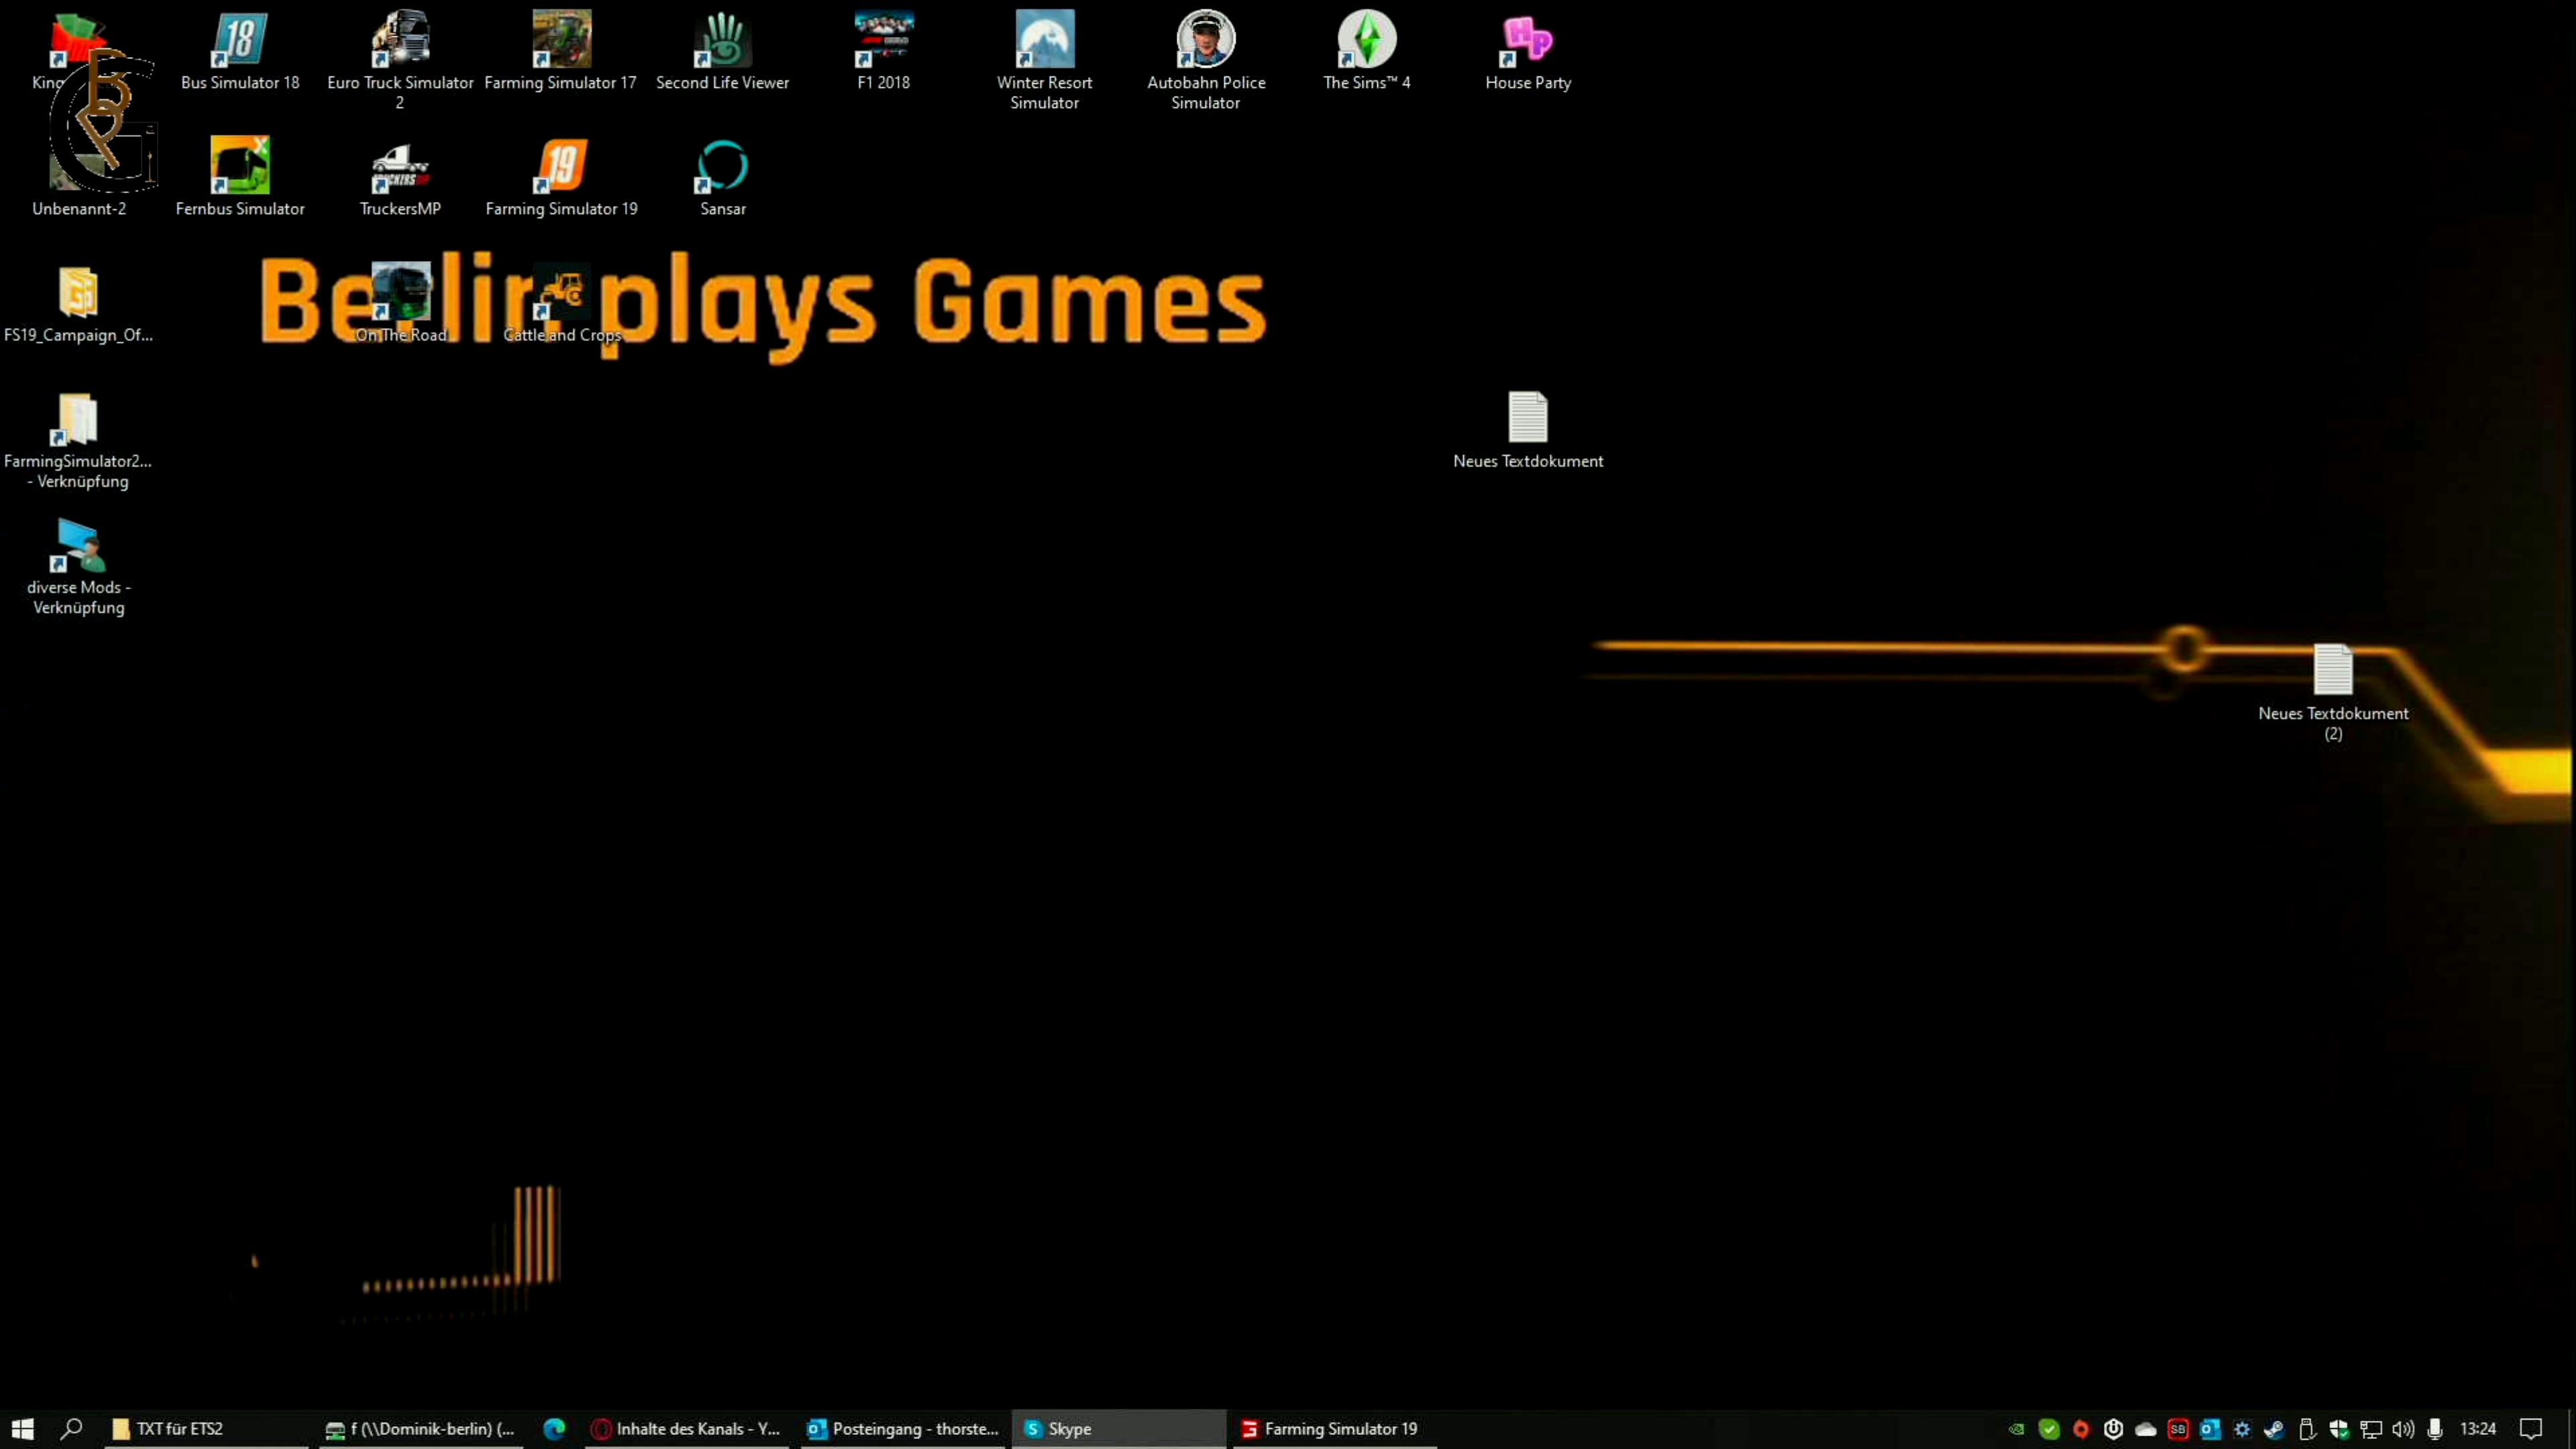 Bus Simulator 18
Euro Truck Simulator
2
Farming Simulator 17
Second Life Viewer
F1 2018
Winter Resort
Simulator
Autobahn Police
Simulator
The Sims™ 4
House Party
Unbenannt-2
Fernbus Simulator
TruckersMP
Farming Simulator 19
Sansar
Berlin plays Games
FS19_Campaign_Of...
On The Road
Cattle and Crops
FarmingSimulator2...
- Verknüpfung
Neues Textdokument
diverse Mods -
Verknüpfung
Neues Textdokument
(2)
TXT für ETS2
f (\\Dominik-berlin) (...
Inhalte des Kanals - Y...
Posteingang - thorste...
Skype
Farming Simulator 19
13:24